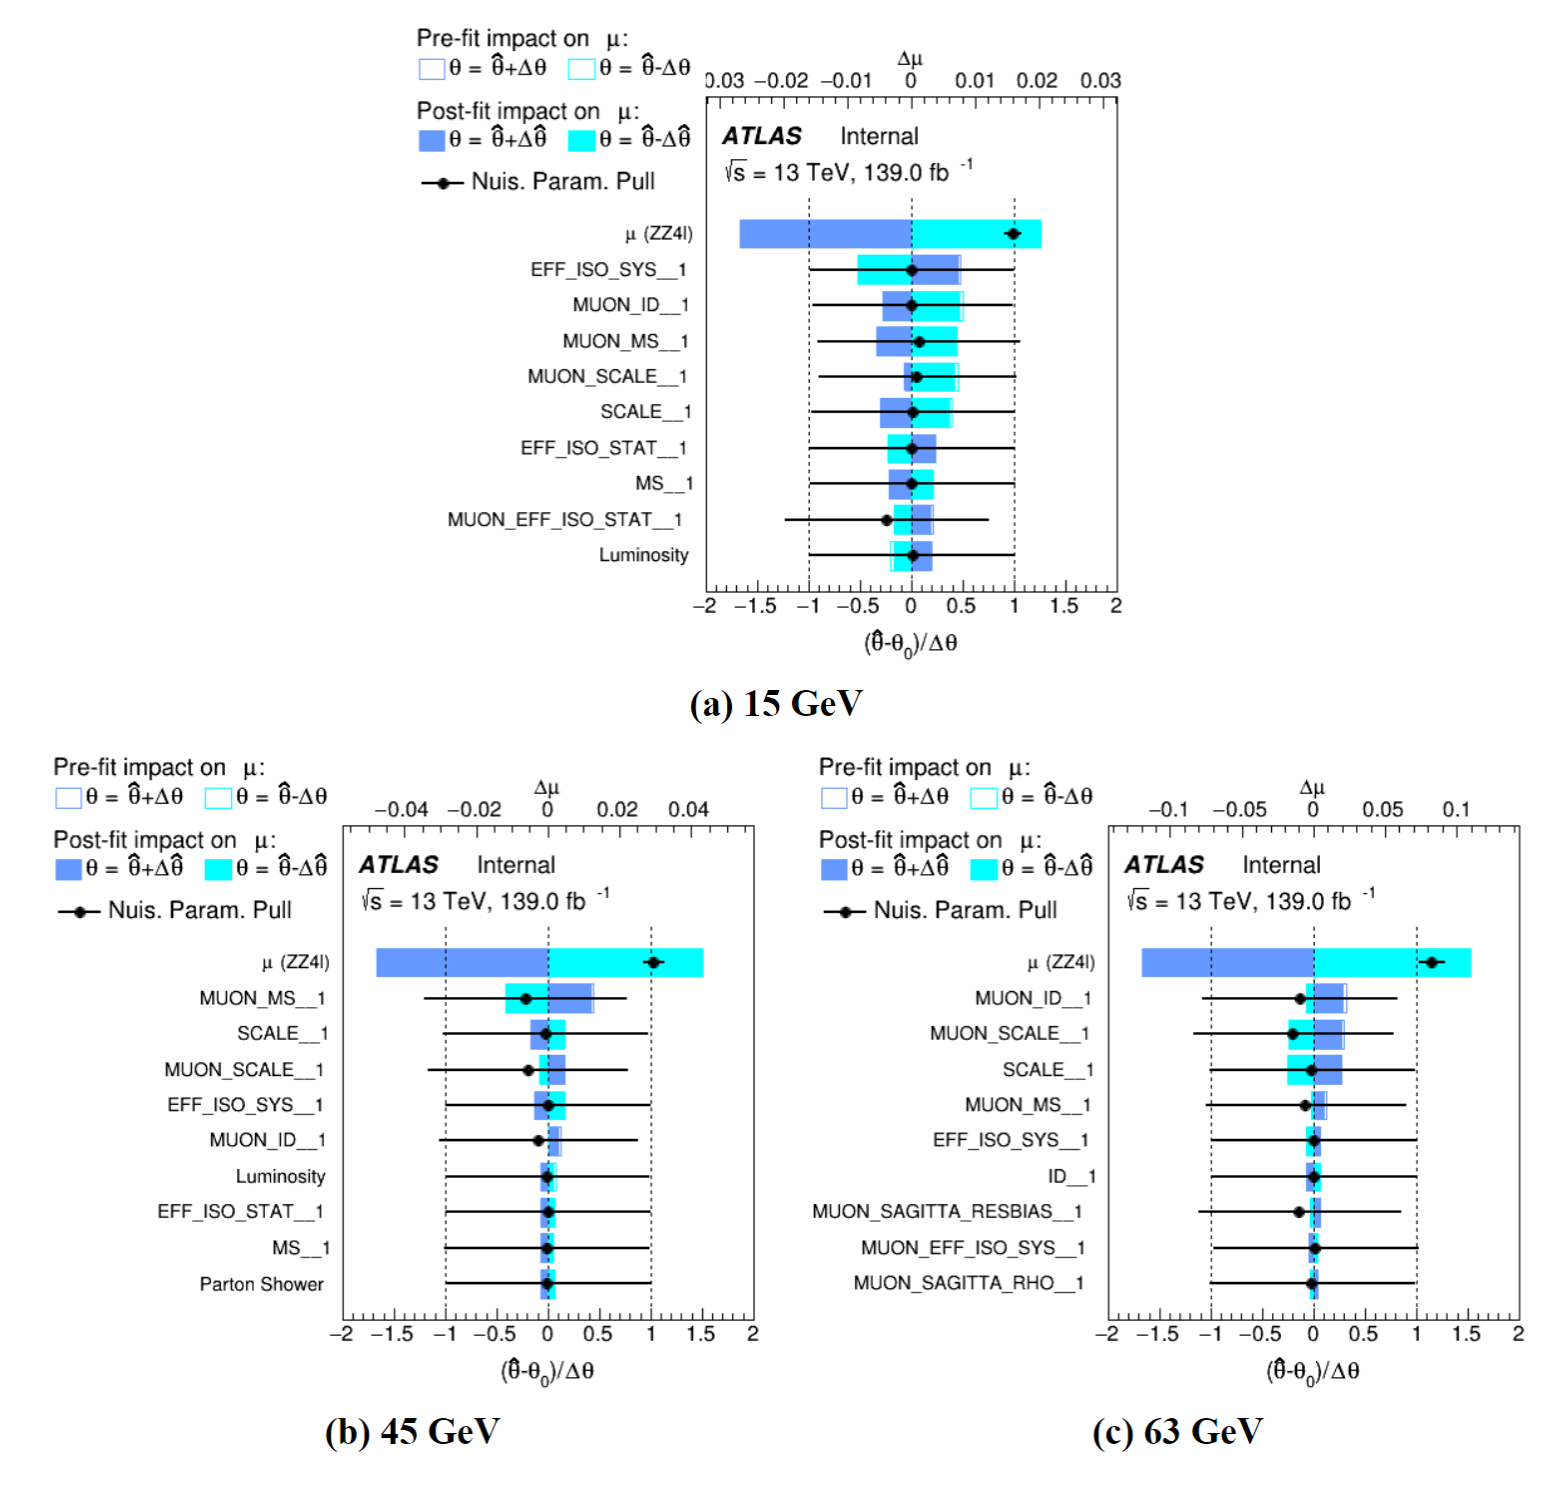 Pre-fit impact on μ:
θ = θ̂+Δθ θ = θ̂-Δθ
Post-fit impact on μ:
θ = θ̂+Δθ̂ θ = θ̂-Δθ̂
Nuis. Param. Pull
Δμ
0.03 −0.02 −0.01 0 0.01 0.02 0.03
ATLAS Internal
√s = 13 TeV, 139.0 fb -1
μ (ZZ4l)
EFF_ISO_SYS__1
MUON_ID__1
MUON_MS__1
MUON_SCALE__1
SCALE__1
EFF_ISO_STAT__1
MS__1
MUON_EFF_ISO_STAT__1
Luminosity
−2 −1.5 −1 −0.5 0 0.5 1 1.5 2
(θ̂-θ0)/Δθ
(a) 15 GeV
Pre-fit impact on μ:
θ = θ̂+Δθ θ = θ̂-Δθ
Post-fit impact on μ:
θ = θ̂+Δθ̂ θ = θ̂-Δθ̂
Nuis. Param. Pull
Δμ
−0.04 −0.02 0 0.02 0.04
ATLAS Internal
√s = 13 TeV, 139.0 fb -1
μ (ZZ4l)
MUON_MS__1
SCALE__1
MUON_SCALE__1
EFF_ISO_SYS__1
MUON_ID__1
Luminosity
EFF_ISO_STAT__1
MS__1
Parton Shower
−2 −1.5 −1 −0.5 0 0.5 1 1.5 2
(θ̂-θ0)/Δθ
(b) 45 GeV
Pre-fit impact on μ:
θ = θ̂+Δθ θ = θ̂-Δθ
Post-fit impact on μ:
θ = θ̂+Δθ̂ θ = θ̂-Δθ̂
Nuis. Param. Pull
Δμ
−0.1 −0.05 0 0.05 0.1
ATLAS Internal
√s = 13 TeV, 139.0 fb -1
μ (ZZ4l)
MUON_ID__1
MUON_SCALE__1
SCALE__1
MUON_MS__1
EFF_ISO_SYS__1
ID__1
MUON_SAGITTA_RESBIAS__1
MUON_EFF_ISO_SYS__1
MUON_SAGITTA_RHO__1
−2 −1.5 −1 −0.5 0 0.5 1 1.5 2
(θ̂-θ0)/Δθ
(c) 63 GeV